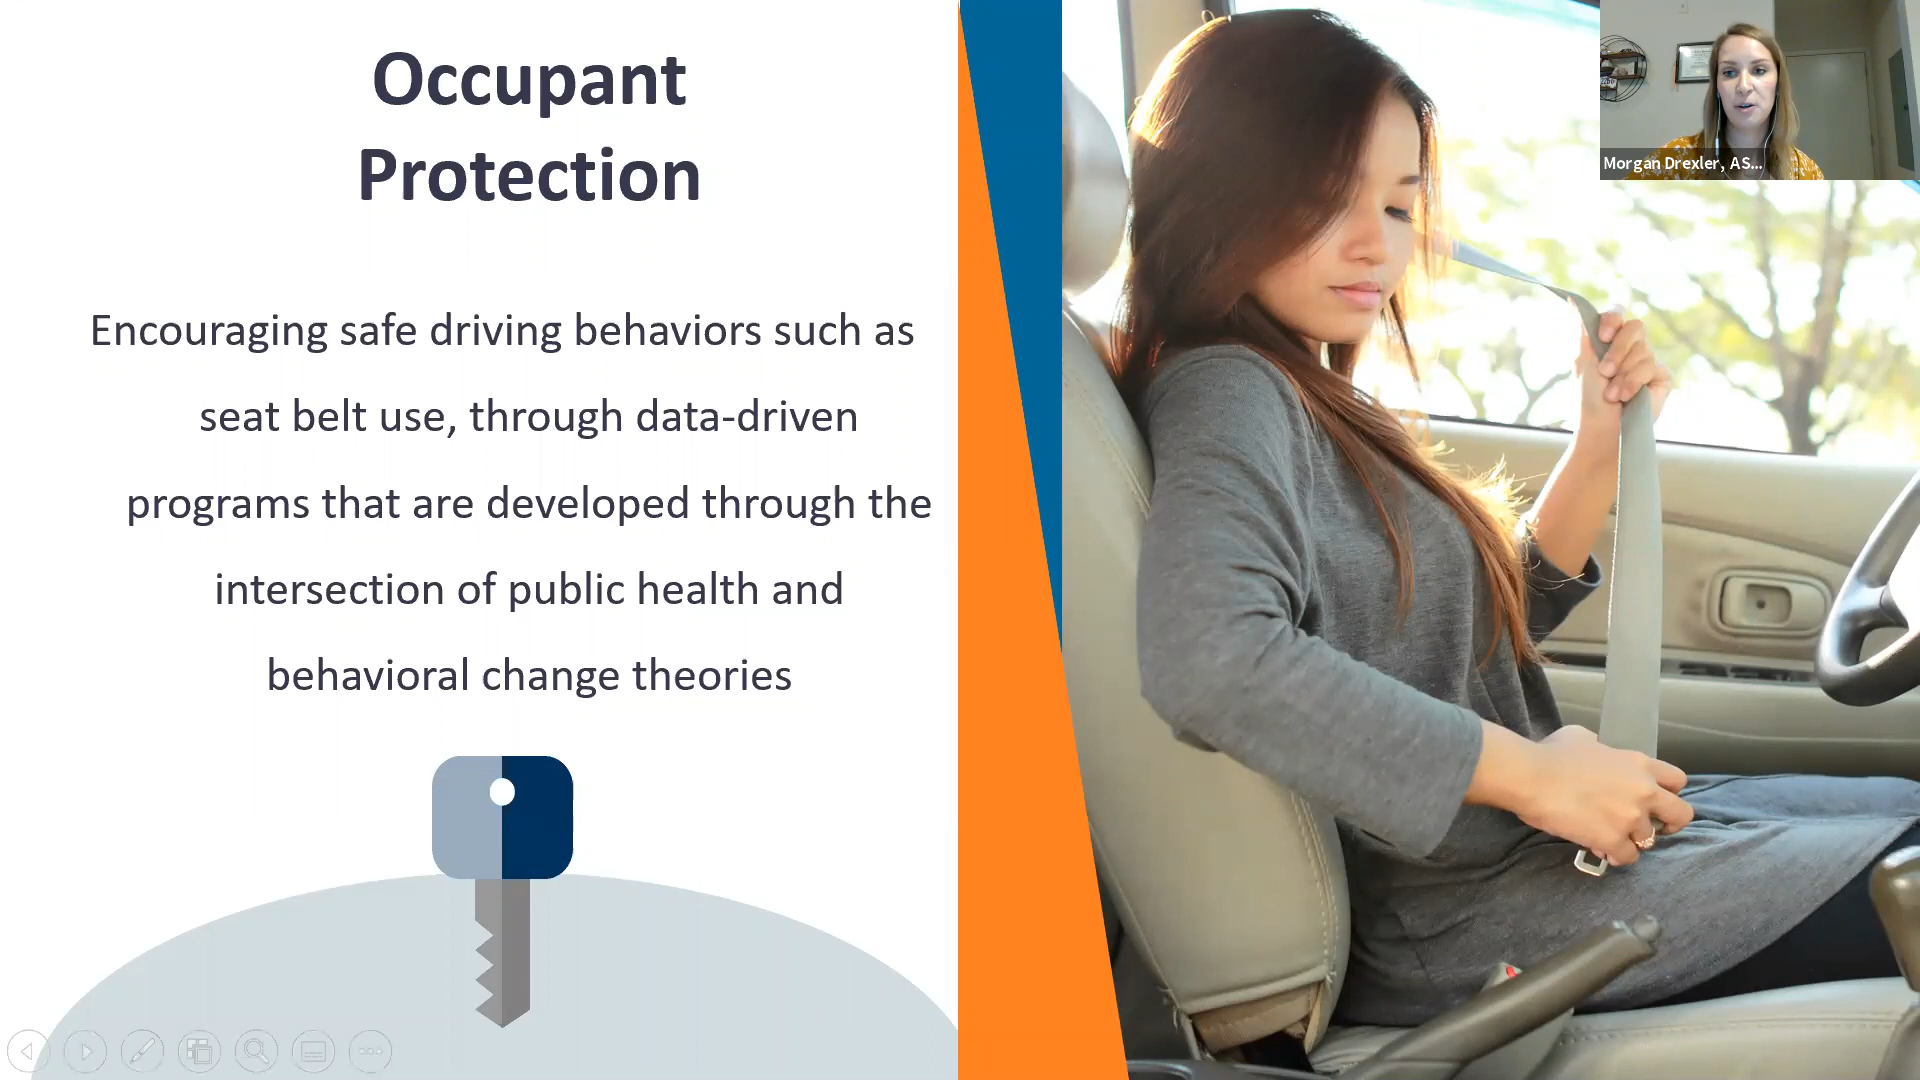 Occupant
Protection
Encouraging safe driving behaviors such as
seat belt use, through data-driven
programs that are developed through the
intersection of public health and
behavioral change theories
Morgan Drexler, AS...